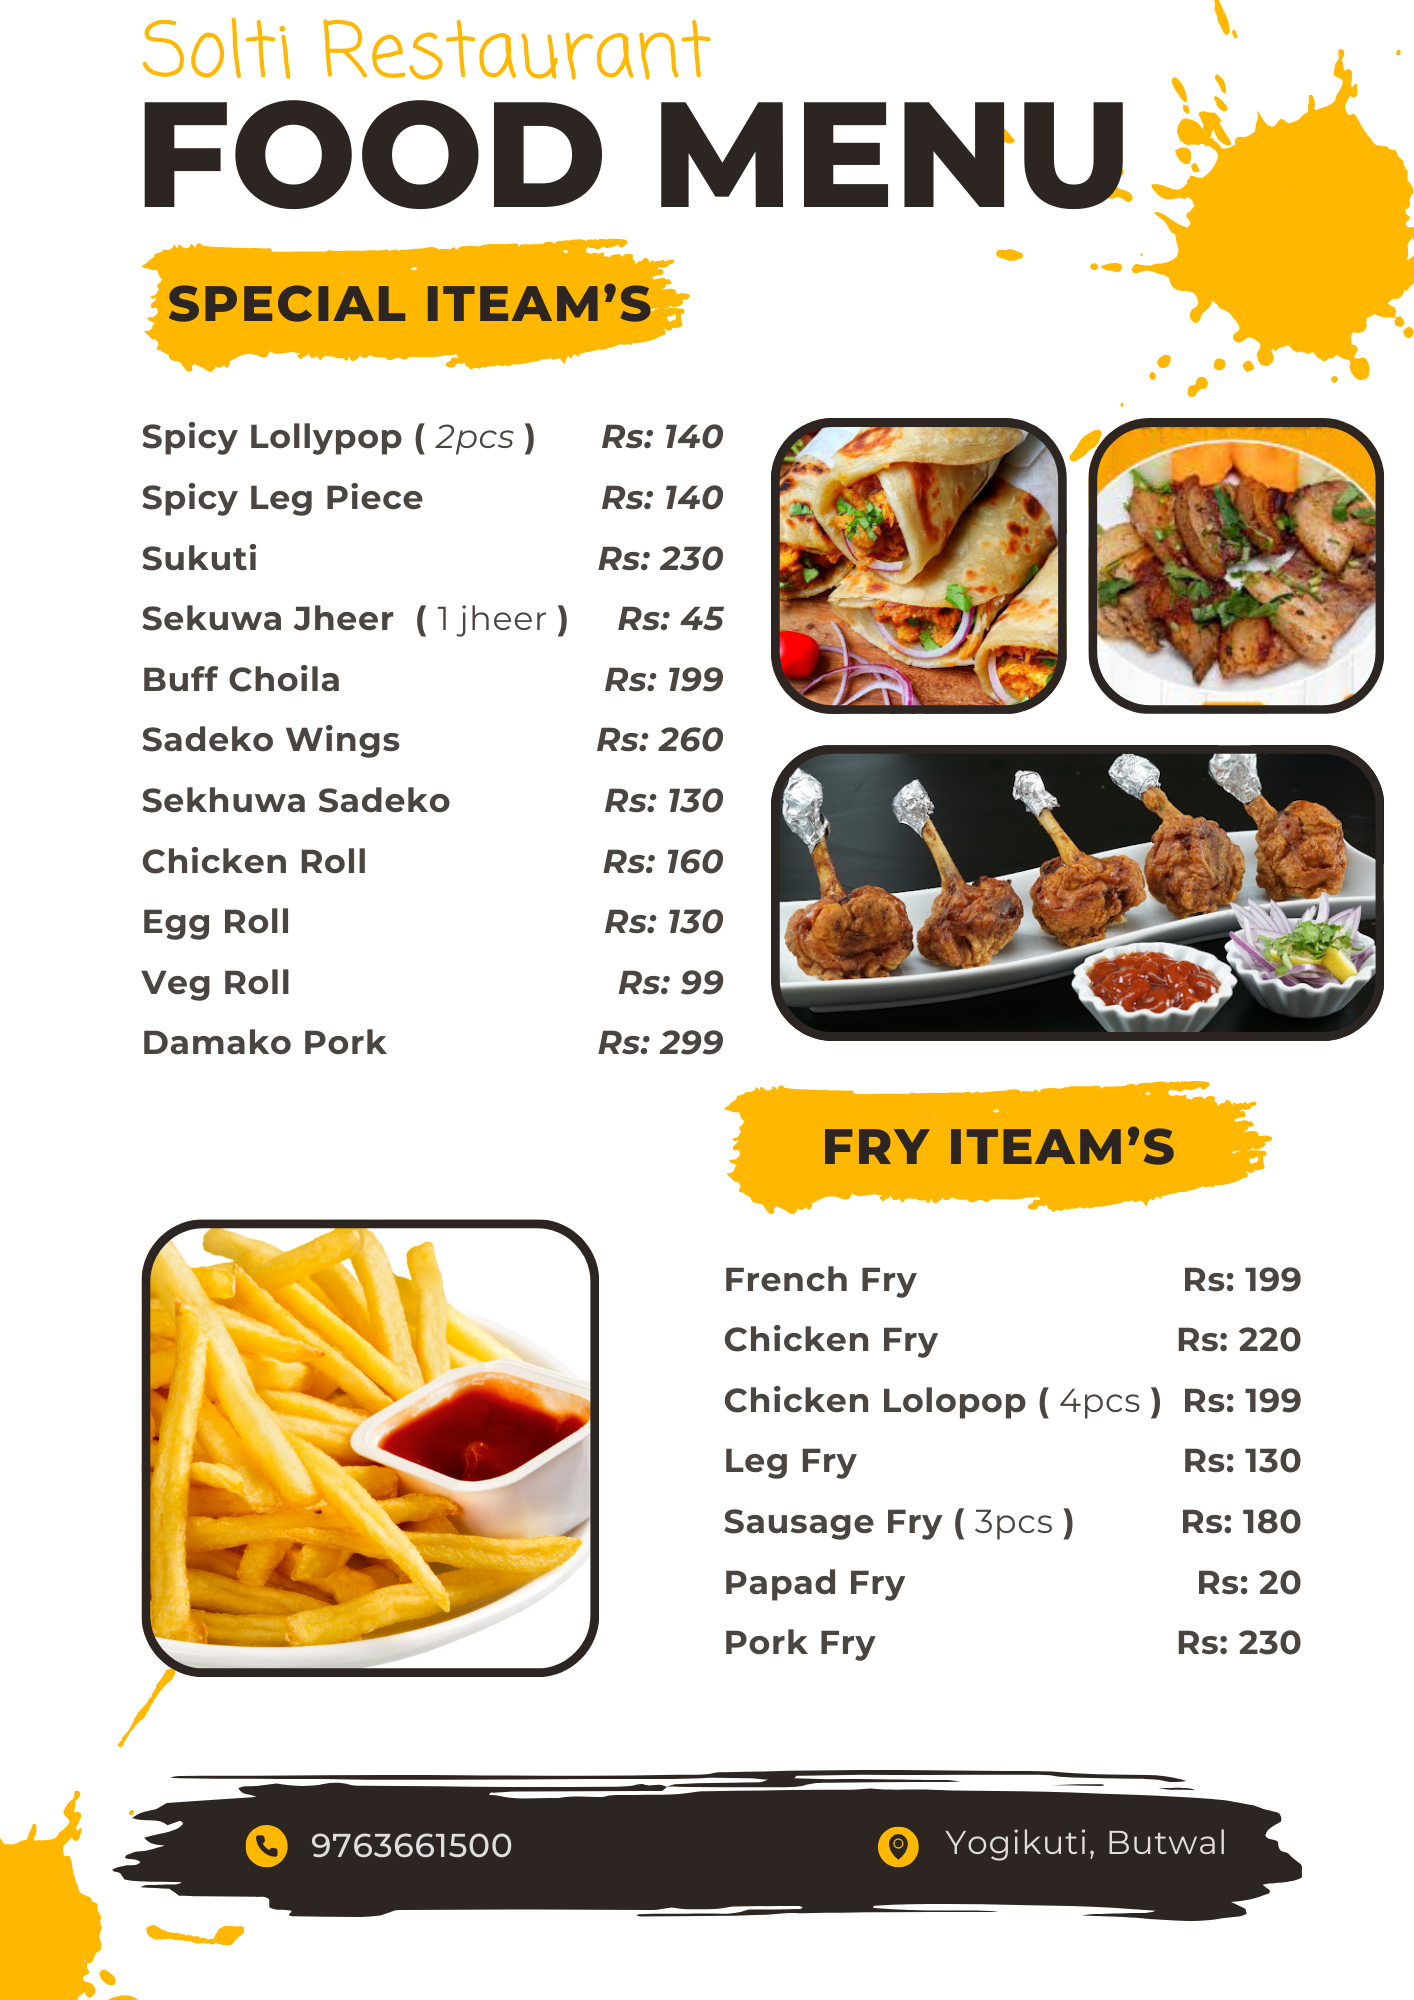 Solti Restaurant
FOOD MENU
SPECIAL ITEAM’S
Spicy Lollypop ( 2pcs ) Rs: 140
Spicy Leg Piece Rs: 140
Sukuti Rs: 230
Sekuwa Jheer ( 1 jheer ) Rs: 45
Buff Choila Rs: 199
Sadeko Wings Rs: 260
Sekhuwa Sadeko Rs: 130
Chicken Roll Rs: 160
Egg Roll Rs: 130
Veg Roll Rs: 99
Damako Pork Rs: 299
FRY ITEAM’S
French Fry Rs: 199
Chicken Fry Rs: 220
Chicken Lolopop ( 4pcs ) Rs: 199
Leg Fry Rs: 130
Sausage Fry ( 3pcs ) Rs: 180
Papad Fry Rs: 20
Pork Fry Rs: 230
9763661500
Yogikuti, Butwal